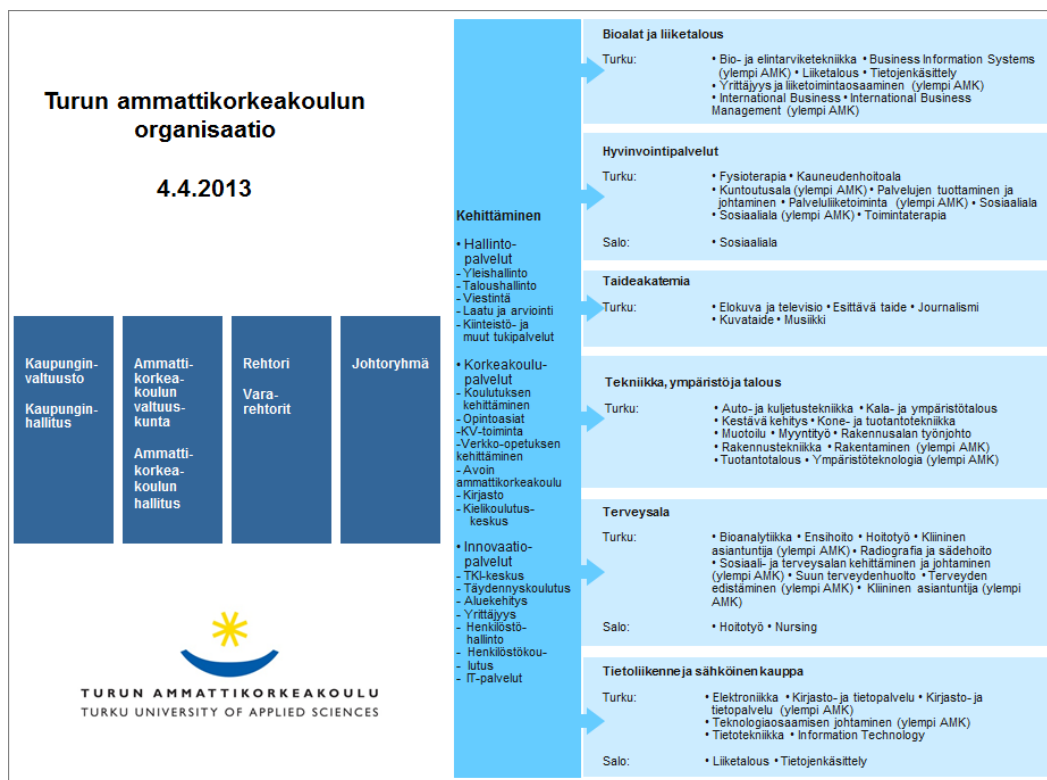 Turun ammattikorkeakoulun
organisaatio
4.4.2013
Kaupungin-
valtuusto
Kaupungin-
hallitus
Ammatti-
korkea-
koulun
valtuus-
kunta
Ammatti-
korkea-
koulun
hallitus
Rehtori
Vara-
rehtorit
Johtoryhmä
TURUN AMMATTIKORKEAKOULU
TURKU UNIVERSITY OF APPLIED SCIENCES
Kehittäminen
• Hallinto-
palvelut
- Yleishallinto
- Taloushallinto
- Viestintä
- Laatu ja arviointi
- Kiinteistö- ja
muut tukipalvelut
• Korkeakoulu-
palvelut
- Koulutuksen
kehittäminen
- Opintoasiat
-KV-toiminta
-Verkko-opetuksen
kehittäminen
- Avoin
ammattikorkeakoulu
- Kirjasto
- Kielikoulutus-
keskus
• Innovaatio-
palvelut
- TKI-keskus
- Täydennyskoulutus
- Aluekehitys
- Yrittäjyys
- Henkilöstö-
hallinto
- Henkilöstökou-
- lutus
- IT-palvelut
Bioalat ja liiketalous
Turku: • Bio- ja elintarviketekniikka • Business Information Systems
(ylempi AMK) • Liiketalous • Tietojenkäsittely
• Yrittäjyys ja liiketoimintaosaaminen (ylempi AMK)
• International Business • International Business
Management (ylempi AMK)
Hyvinvointipalvelut
Turku: • Fysioterapia • Kauneudenhoitoala
• Kuntoutusala (ylempi AMK) • Palvelujen tuottaminen ja
johtaminen • Palveluliiketoiminta (ylempi AMK) • Sosiaaliala
• Sosiaaliala (ylempi AMK) • Toimintaterapia
Salo: • Sosiaaliala
Taideakatemia
Turku: • Elokuva ja televisio • Esittävä taide • Journalismi
• Kuvataide • Musiikki
Tekniikka, ympäristö ja talous
Turku: • Auto- ja kuljetustekniikka • Kala- ja ympäristötalous
• Kestävä kehitys • Kone- ja tuotantotekniikka
• Muotoilu • Myyntityö • Rakennusalan työnjohto
• Rakennustekniikka • Rakentaminen (ylempi AMK)
• Tuotantotalous • Ympäristöteknologia (ylempi AMK)
Terveysala
Turku: • Bioanalytiikka • Ensihoito • Hoitotyö • Kliininen
asiantuntija (ylempi AMK) • Radiografia ja sädehoito
• Sosiaali- ja terveysalan kehittäminen ja johtaminen
(ylempi AMK) • Suun terveydenhuolto • Terveyden
edistäminen (ylempi AMK) • Kliininen asiantuntija (ylempi
AMK)
Salo: • Hoitotyö • Nursing
Tietoliikenne ja sähköinen kauppa
Turku: • Elektroniikka • Kirjasto- ja tietopalvelu • Kirjasto- ja
tietopalvelu (ylempi AMK)
• Teknologiaosaamisen johtaminen (ylempi AMK)
• Tietotekniikka • Information Technology
Salo: • Liiketalous • Tietojenkäsittely